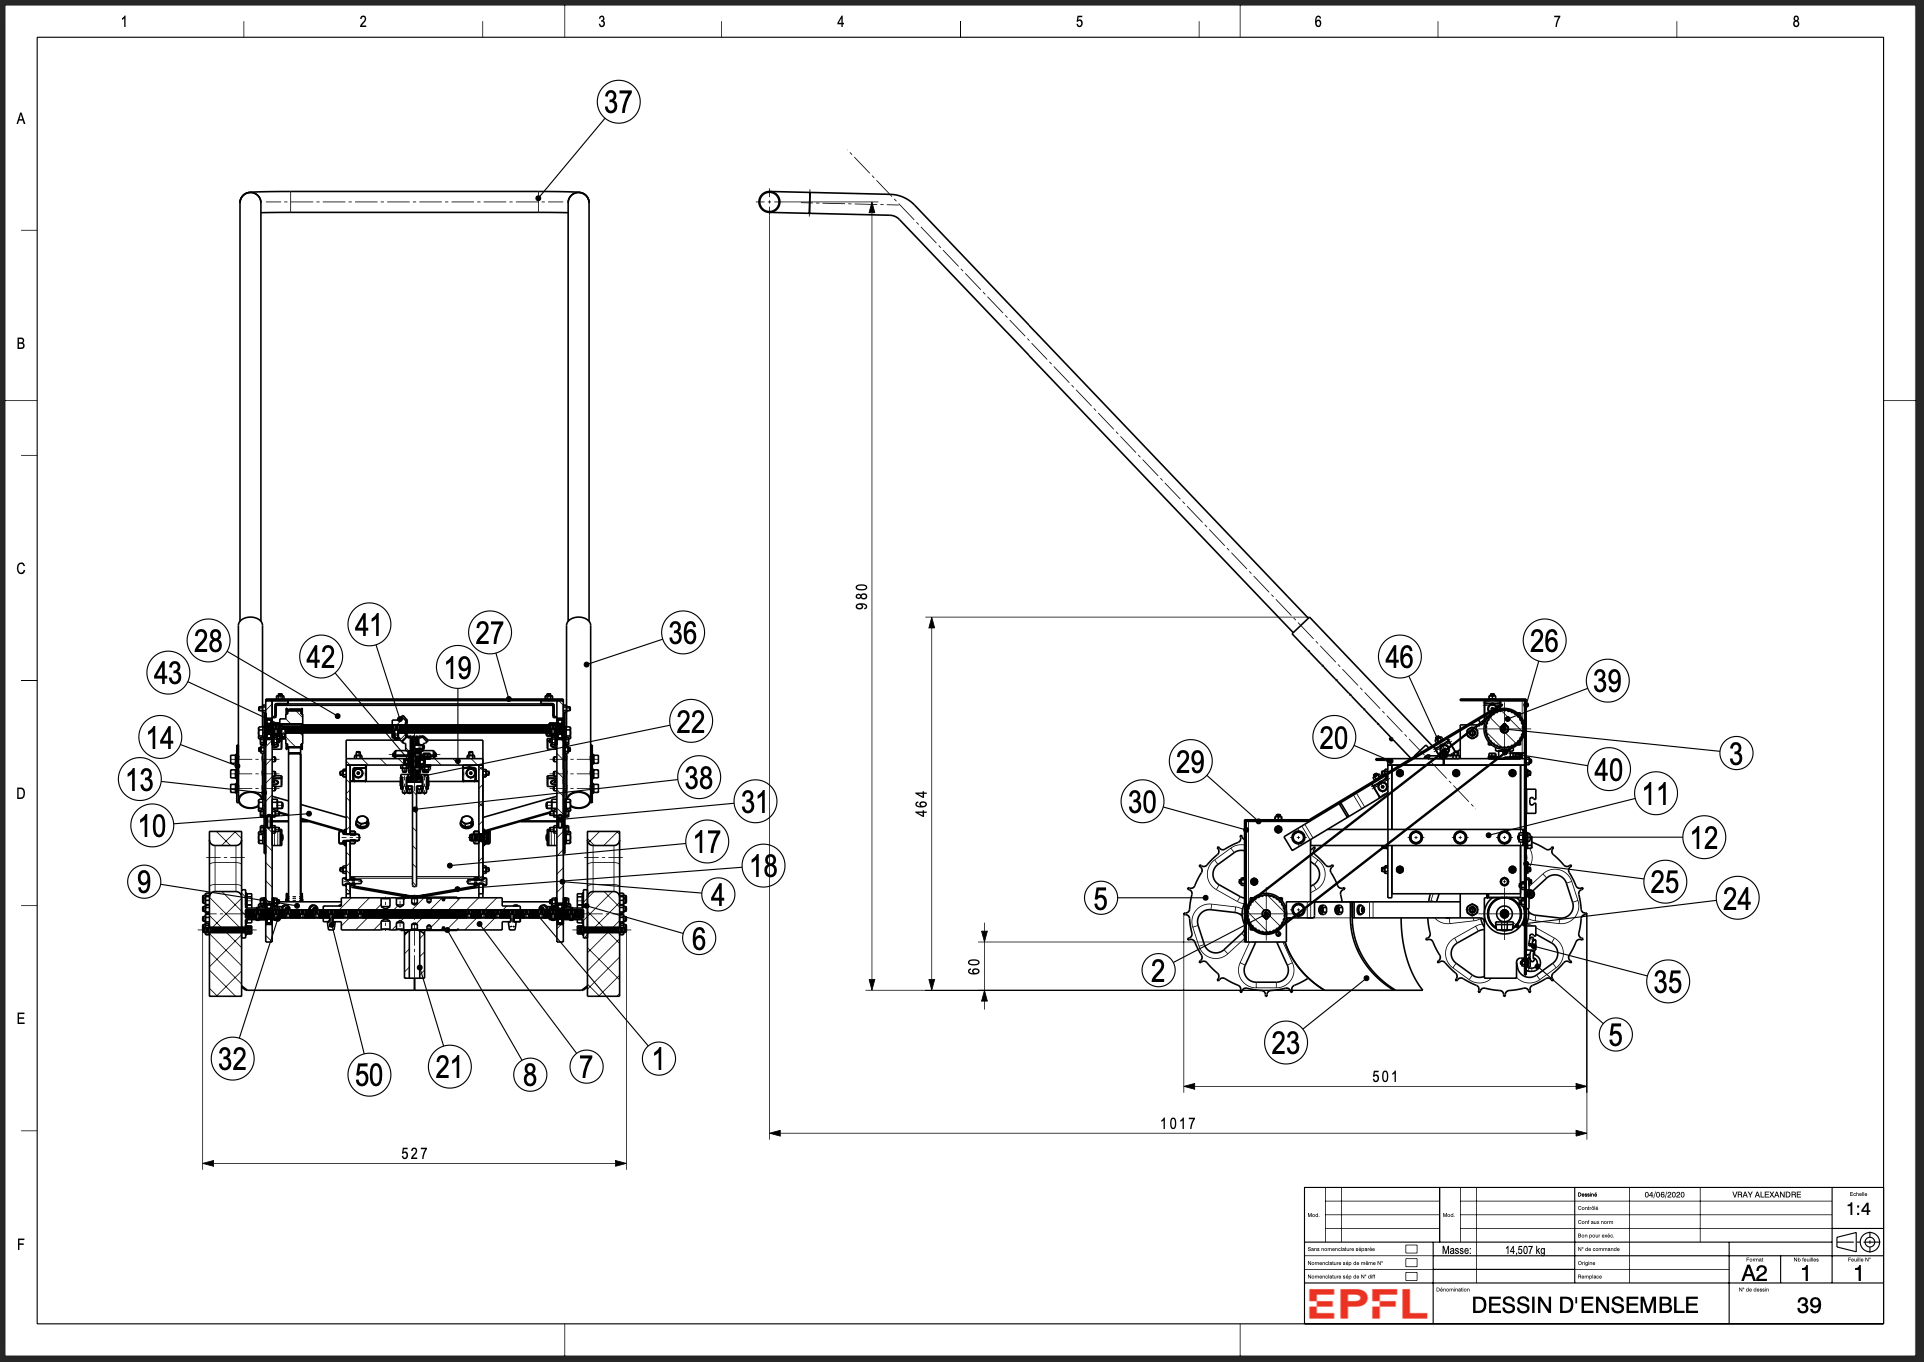 1 2 3 4 5 6 7 8
A
B
C
D
E
F
37
41
27
28
42
36
43
19
14
22
13
38
10
31
17
18
9
4
6
32
50
21
8
7
1
527
980
464
60
501
1017
26
46
39
20
3
29
40
30
11
12
25
5
24
2
35
23
5
Mod.
Mod.
Dessiné 04/06/2020 VRAY ALEXANDRE
Contrôlé
Conf aux norm
Bon pour exéc.
Echelle
1:4
Sans nomenclature séparée
Nomenclature sép de même N°
Nomenclature sép de N° diff
Masse: 14,507 kg
N° de commande
Origine
Remplace
Format
A2
Nb feuilles
1
Feuille N°
1
EPFL
Dénomination
DESSIN D'ENSEMBLE
N° de dessin
39